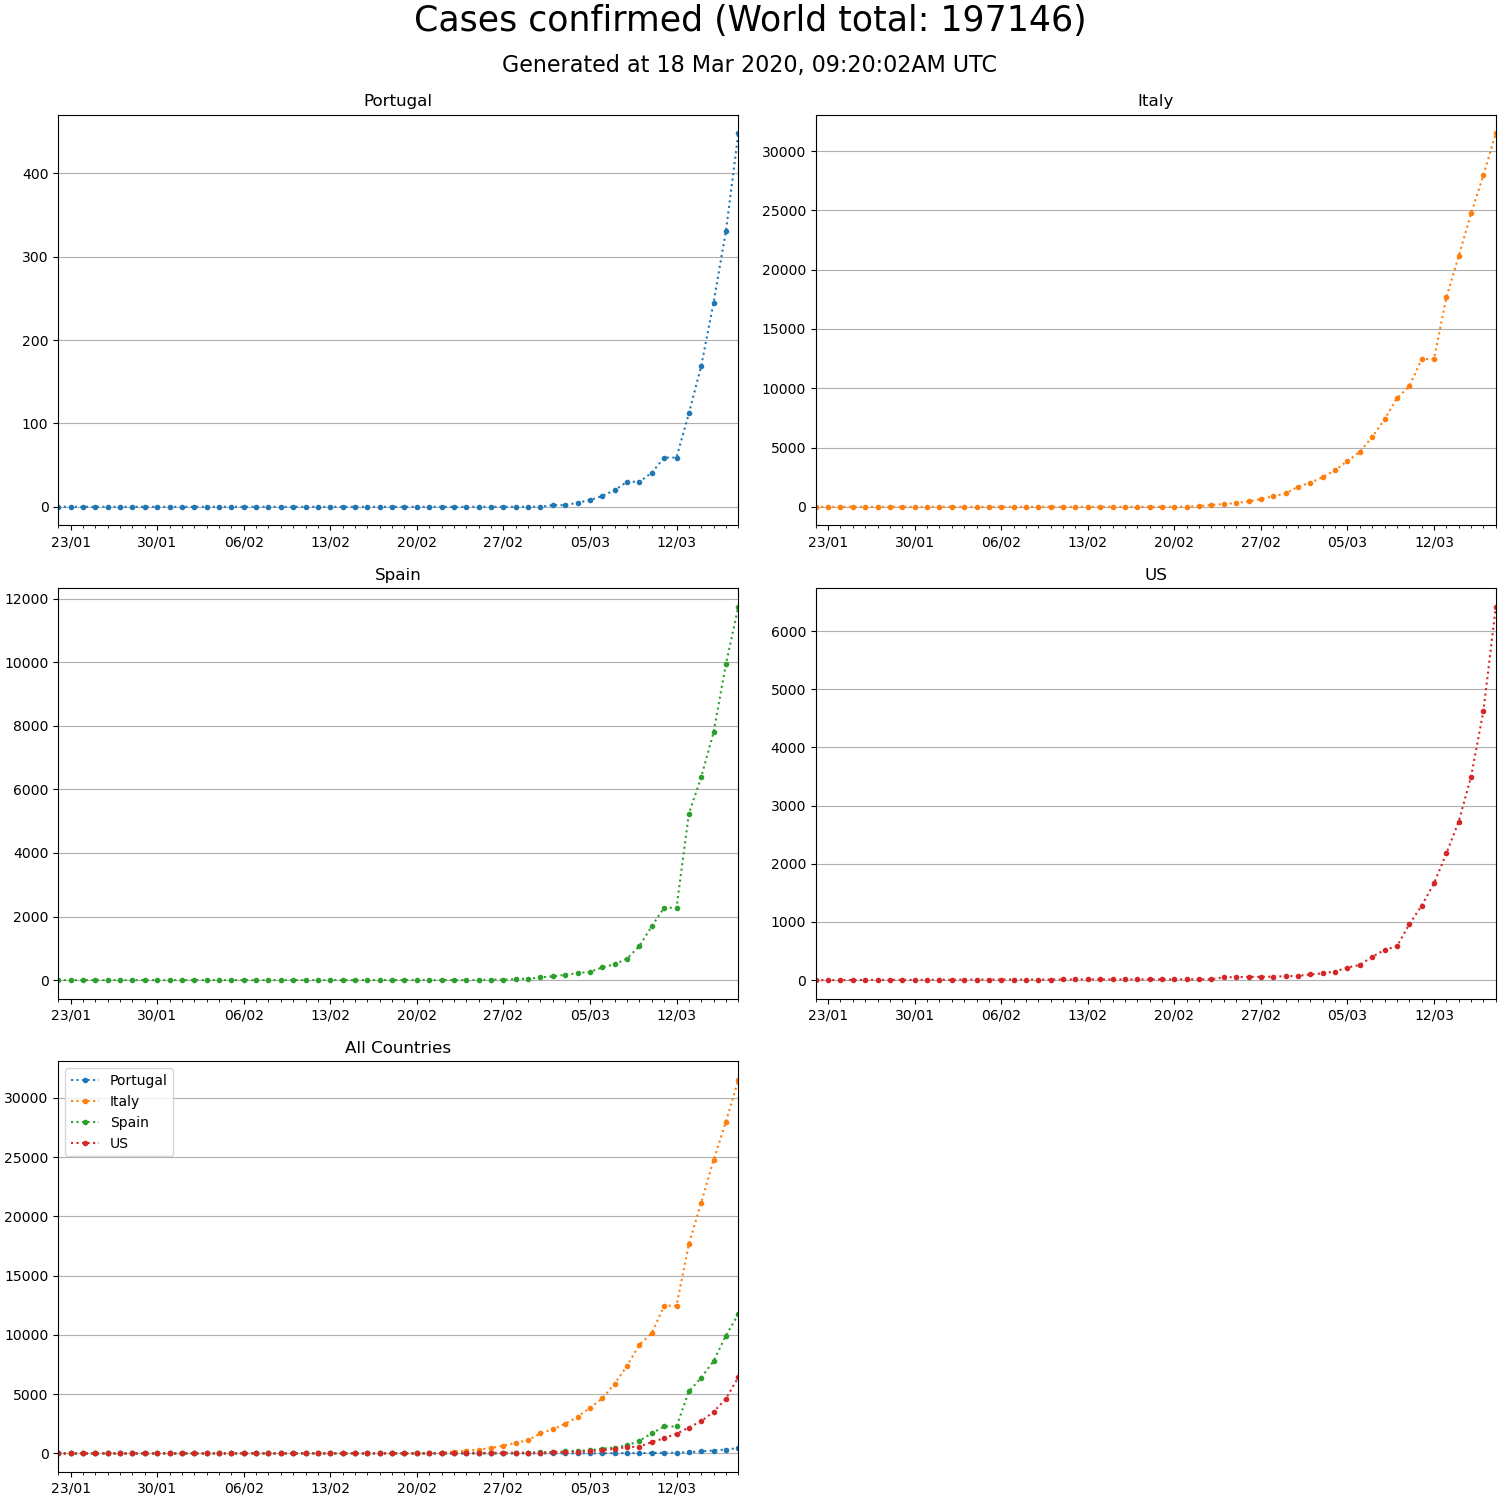 Cases confirmed (World total: 197146)
Generated at 18 Mar 2020, 09:20:02AM UTC
Portugal
400
300
200
100
0
23/01 30/01 06/02 13/02 20/02 27/02 05/03 12/03
Italy
30000
25000
20000
15000
10000
5000
0
23/01 30/01 06/02 13/02 20/02 27/02 05/03 12/03
Spain
12000
10000
8000
6000
4000
2000
0
23/01 30/01 06/02 13/02 20/02 27/02 05/03 12/03
US
6000
5000
4000
3000
2000
1000
0
23/01 30/01 06/02 13/02 20/02 27/02 05/03 12/03
All Countries
Portugal
Italy
Spain
US
30000
25000
20000
15000
10000
5000
0
23/01 30/01 06/02 13/02 20/02 27/02 05/03 12/03